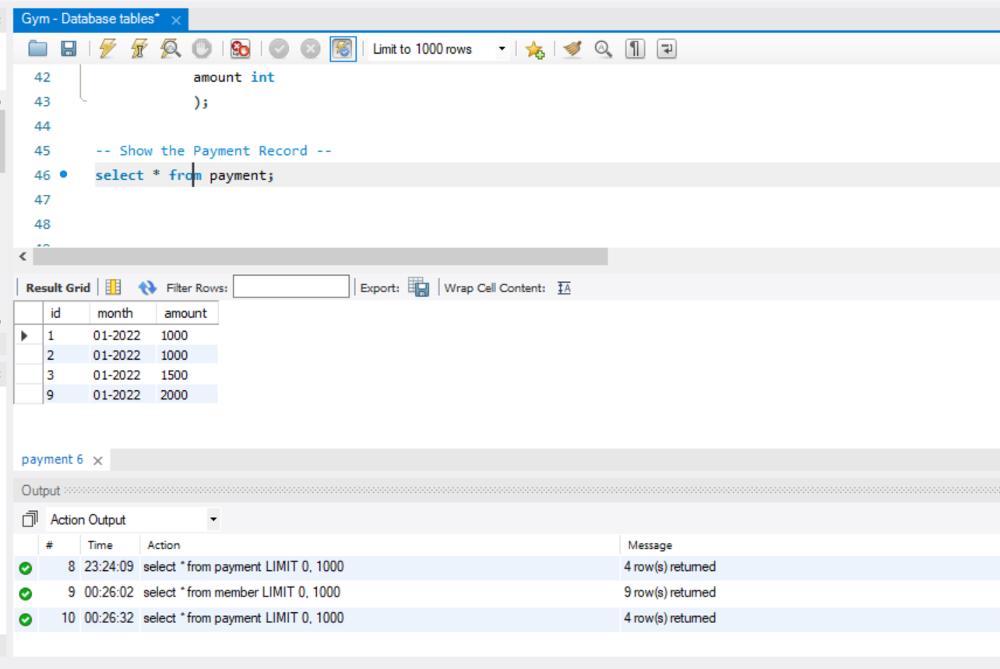 Gym - Database tables*
Limit to 1000 rows
42 amount int
43 );
44
45 -- Show the Payment Record --
46 select * from payment;
47
48
Result Grid Filter Rows: Export: Wrap Cell Content:
id month amount
1 01-2022 1000
2 01-2022 1000
3 01-2022 1500
9 01-2022 2000
payment 6
Output
Action Output
# Time Action Message
8 23:24:09 select * from payment LIMIT 0, 1000 4 row(s) returned
9 00:26:02 select * from member LIMIT 0, 1000 9 row(s) returned
10 00:26:32 select * from payment LIMIT 0, 1000 4 row(s) returned